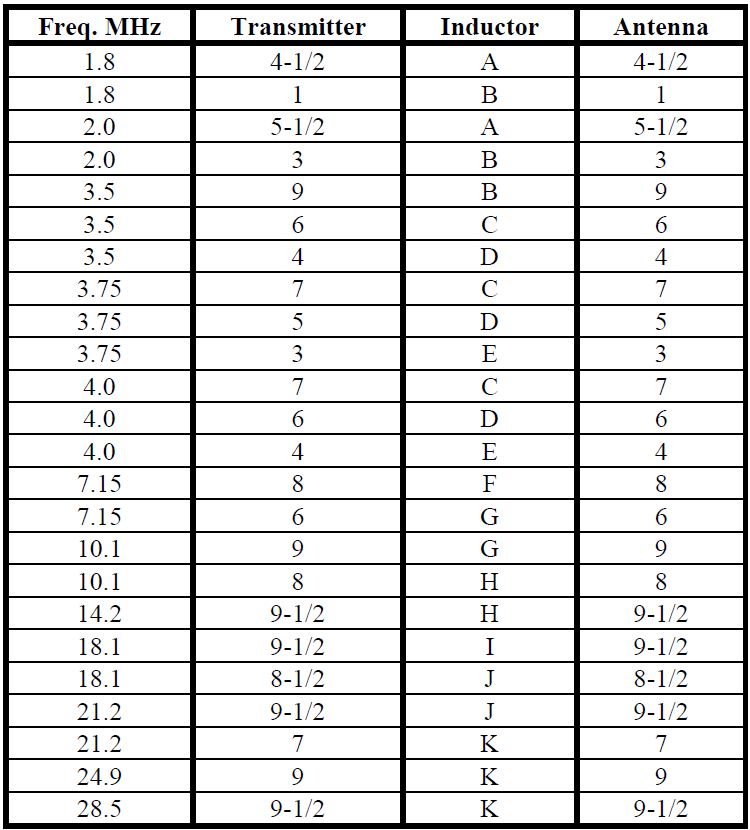 Freq. MHz Transmitter Inductor Antenna
1.8 4-1/2 A 4-1/2
1.8 1 B 1
2.0 5-1/2 A 5-1/2
2.0 3 B 3
3.5 9 B 9
3.5 6 C 6
3.5 4 D 4
3.75 7 C 7
3.75 5 D 5
3.75 3 E 3
4.0 7 C 7
4.0 6 D 6
4.0 4 E 4
7.15 8 F 8
7.15 6 G 6
10.1 9 G 9
10.1 8 H 8
14.2 9-1/2 H 9-1/2
18.1 9-1/2 I 9-1/2
18.1 8-1/2 J 8-1/2
21.2 9-1/2 J 9-1/2
21.2 7 K 7
24.9 9 K 9
28.5 9-1/2 K 9-1/2